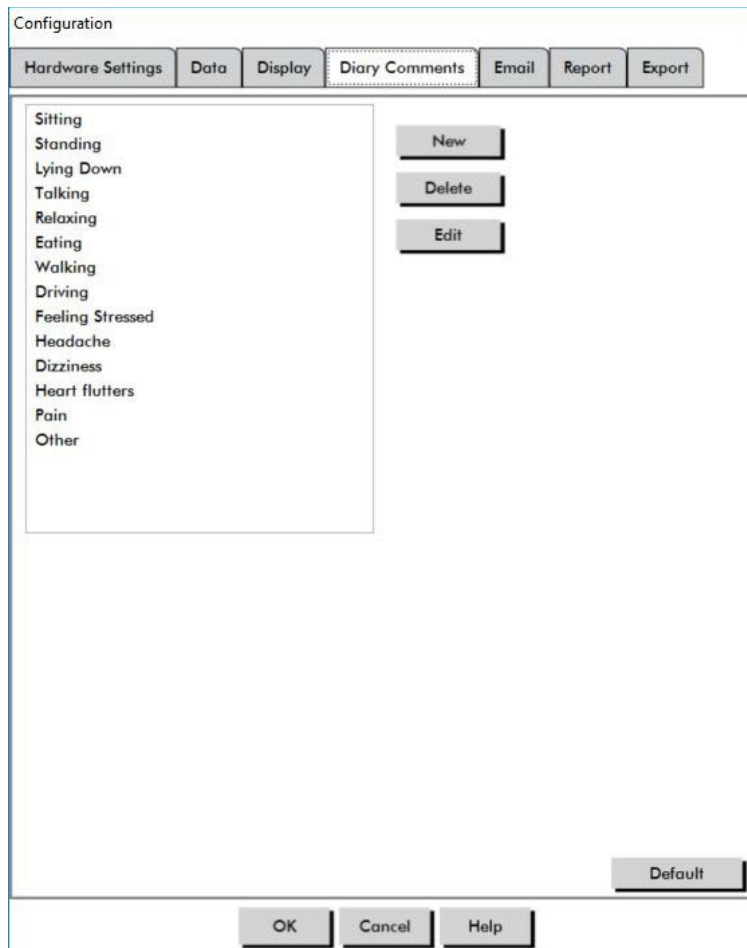 Configuration
Hardware Settings Data Display Diary Comments Email Report Export
Sitting
Standing
Lying Down
Talking
Relaxing
Eating
Walking
Driving
Feeling Stressed
Headache
Dizziness
Heart flutters
Pain
Other
New
Delete
Edit
Default
OK Cancel Help